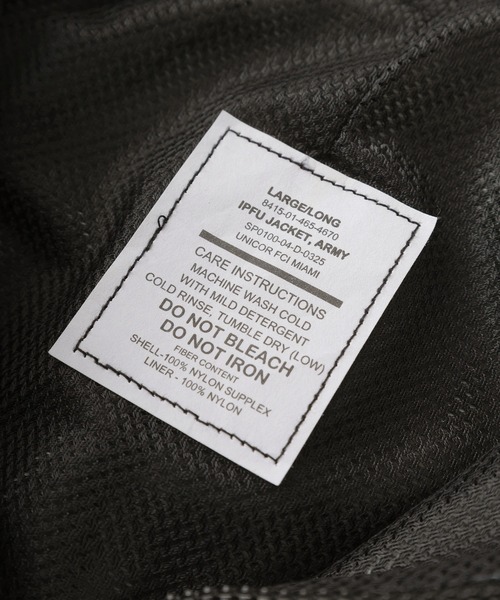 LARGE/LONG
8415-01-465-4670
IPFU JACKET, ARMY
SP0100-04-D-0325
UNICOR FCI MIAMI
CARE INSTRUCTIONS
MACHINE WASH COLD
WITH MILD DETERGENT
COLD RINSE, TUMBLE DRY (LOW)
DO NOT BLEACH
DO NOT IRON
FIBER CONTENT
SHELL-100% NYLON SUPPLEX
LINER - 100% NYLON